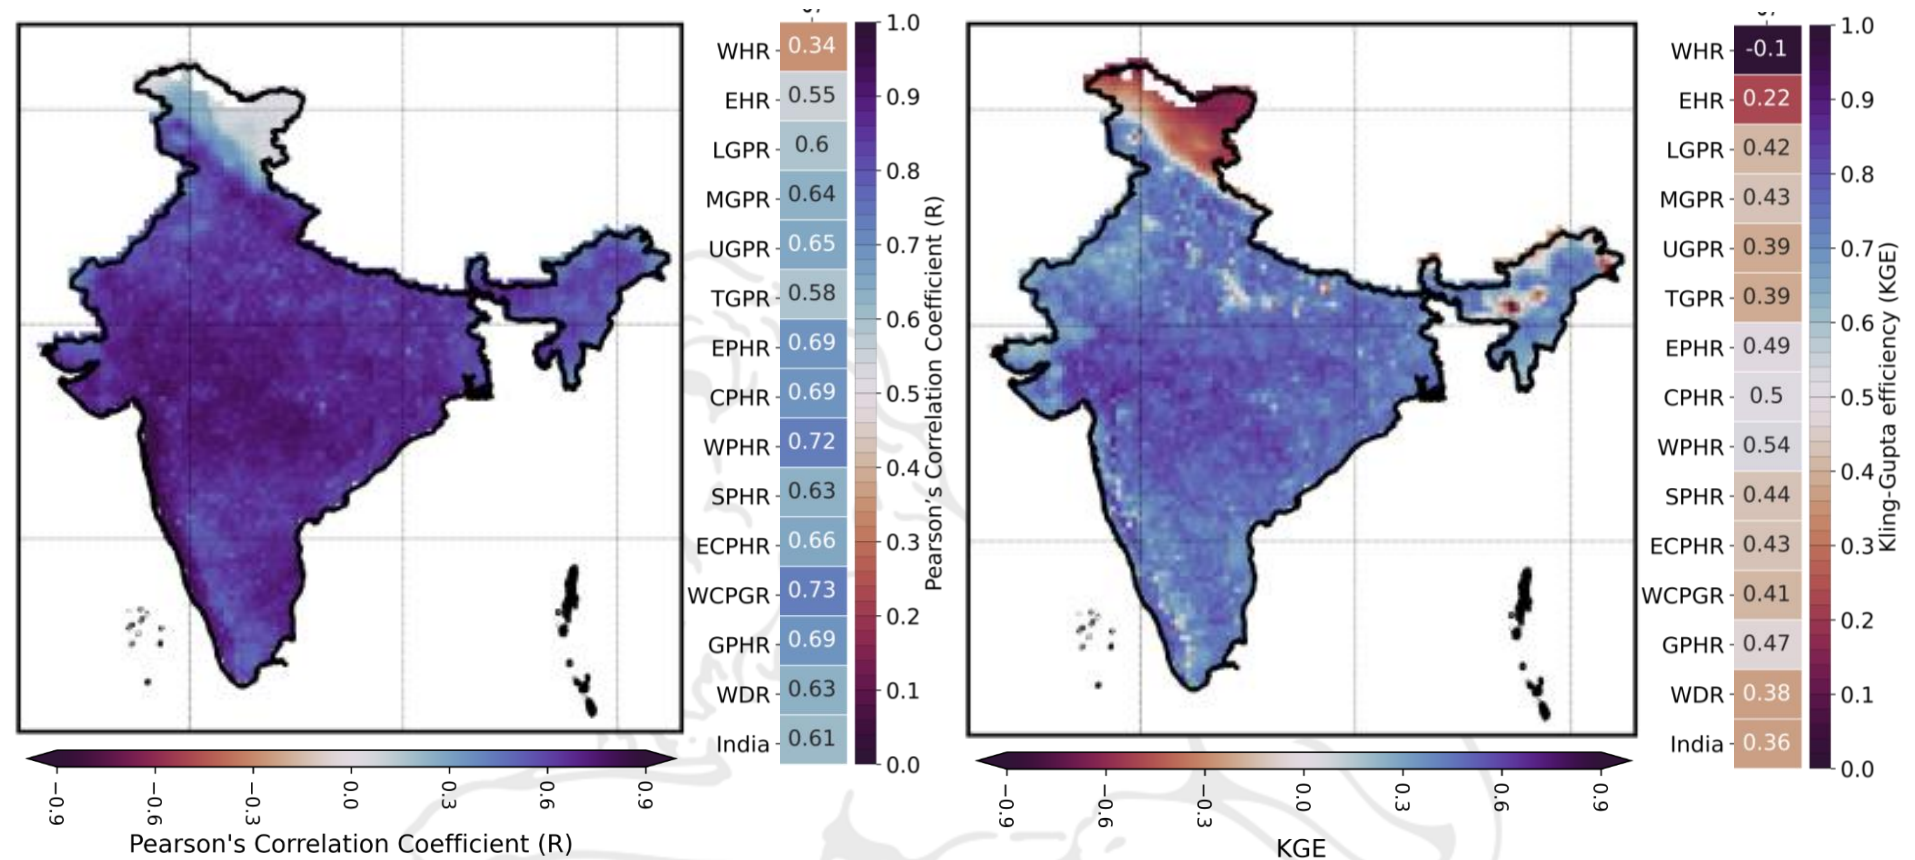 WHR
0.34
EHR
0.55
LGPR
0.6
MGPR
0.64
UGPR
0.65
TGPR
0.58
EPHR
0.69
CPHR
0.69
WPHR
0.72
SPHR
0.63
ECPHR
0.66
WCPGR
0.73
GPHR
0.69
WDR
0.63
India
0.61
1.0
0.9
0.8
0.7
0.6
0.5
0.4
0.3
0.2
0.1
0.0
Pearson’s Correlation Coefficient (R)
−0.9
−0.6
−0.3
0.0
0.3
0.6
0.9
Pearson's Correlation Coefficient (R)
WHR
-0.1
EHR
0.22
LGPR
0.42
MGPR
0.43
UGPR
0.39
TGPR
0.39
EPHR
0.49
CPHR
0.5
WPHR
0.54
SPHR
0.44
ECPHR
0.43
WCPGR
0.41
GPHR
0.47
WDR
0.38
India
0.36
1.0
0.9
0.8
0.7
0.6
0.5
0.4
0.3
0.2
0.1
0.0
Kling-Gupta efficiency (KGE)
−0.9
−0.6
−0.3
0.0
0.3
0.6
0.9
KGE